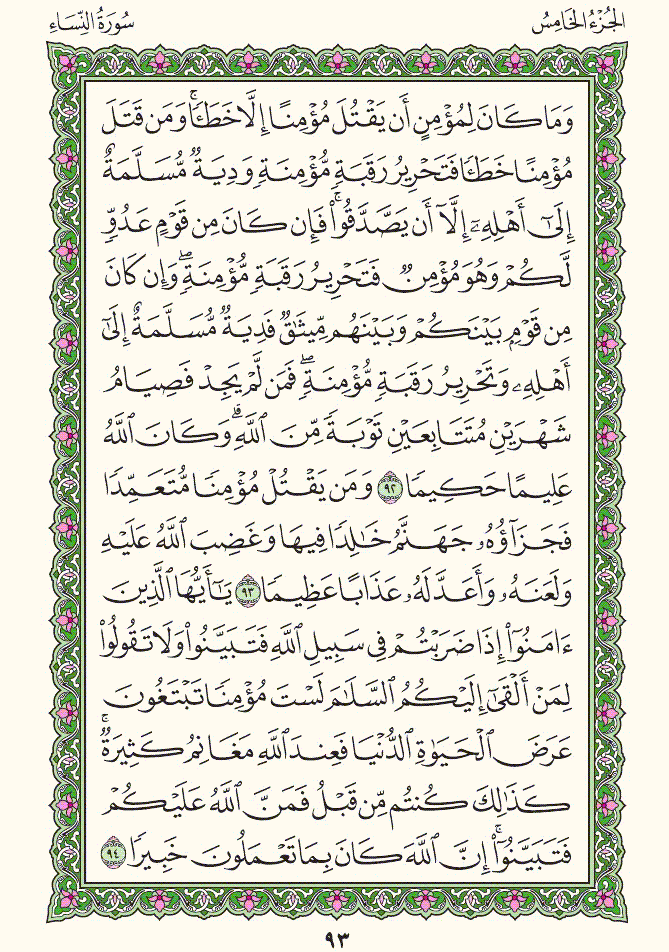 الجُزْءُ الخَامِسُ
سُورَةُ النِّسَاءِ
وَمَا كَانَ لِمُؤۡمِنٍ أَن يَقۡتُلَ مُؤۡمِنًا إِلَّا خَطَـٔٗاۚ وَمَن قَتَلَ
مُؤۡمِنًا خَطَـٔٗا فَتَحۡرِيرُ رَقَبَةٖ مُّؤۡمِنَةٖ وَدِيَةٞ مُّسَلَّمَةٌ
إِلَىٰٓ أَهۡلِهِۦٓ إِلَّآ أَن يَصَّدَّقُواْۚ فَإِن كَانَ مِن قَوۡمٍ عَدُوّٖ
لَّكُمۡ وَهُوَ مُؤۡمِنٞ فَتَحۡرِيرُ رَقَبَةٖ مُّؤۡمِنَةٖۖ وَإِن كَانَ
مِن قَوۡمِۭ بَيۡنَكُمۡ وَبَيۡنَهُم مِّيثَٰقٞ فَدِيَةٞ مُّسَلَّمَةٌ إِلَىٰٓ
أَهۡلِهِۦ وَتَحۡرِيرُ رَقَبَةٖ مُّؤۡمِنَةٖۖ فَمَن لَّمۡ يَجِدۡ فَصِيَامُ
شَهۡرَيۡنِ مُتَتَابِعَيۡنِ تَوۡبَةٗ مِّنَ ٱللَّهِۗ وَكَانَ ٱللَّهُ
عَلِيمًا حَكِيمٗا ٩٢ وَمَن يَقۡتُلۡ مُؤۡمِنٗا مُّتَعَمِّدٗا
فَجَزَآؤُهُۥ جَهَنَّمُ خَٰلِدٗا فِيهَا وَغَضِبَ ٱللَّهُ عَلَيۡهِ
وَلَعَنَهُۥ وَأَعَدَّ لَهُۥ عَذَابًا عَظِيمٗا ٩٣ يَٰٓأَيُّهَا ٱلَّذِينَ
ءَامَنُوٓاْ إِذَا ضَرَبۡتُمۡ فِي سَبِيلِ ٱللَّهِ فَتَبَيَّنُواْ وَلَا تَقُولُواْ
لِمَنۡ أَلۡقَىٰٓ إِلَيۡكُمُ ٱلسَّلَٰمَ لَسۡتَ مُؤۡمِنٗا تَبۡتَغُونَ
عَرَضَ ٱلۡحَيَوٰةِ ٱلدُّنۡيَا فَعِندَ ٱللَّهِ مَغَانِمُ كَثِيرَةٞۚ
كَذَٰلِكَ كُنتُم مِّن قَبۡلُ فَمَنَّ ٱللَّهُ عَلَيۡكُمۡ
فَتَبَيَّنُوٓاْۚ إِنَّ ٱللَّهَ كَانَ بِمَا تَعۡمَلُونَ خَبِيرٗا ٩٤
٩٣